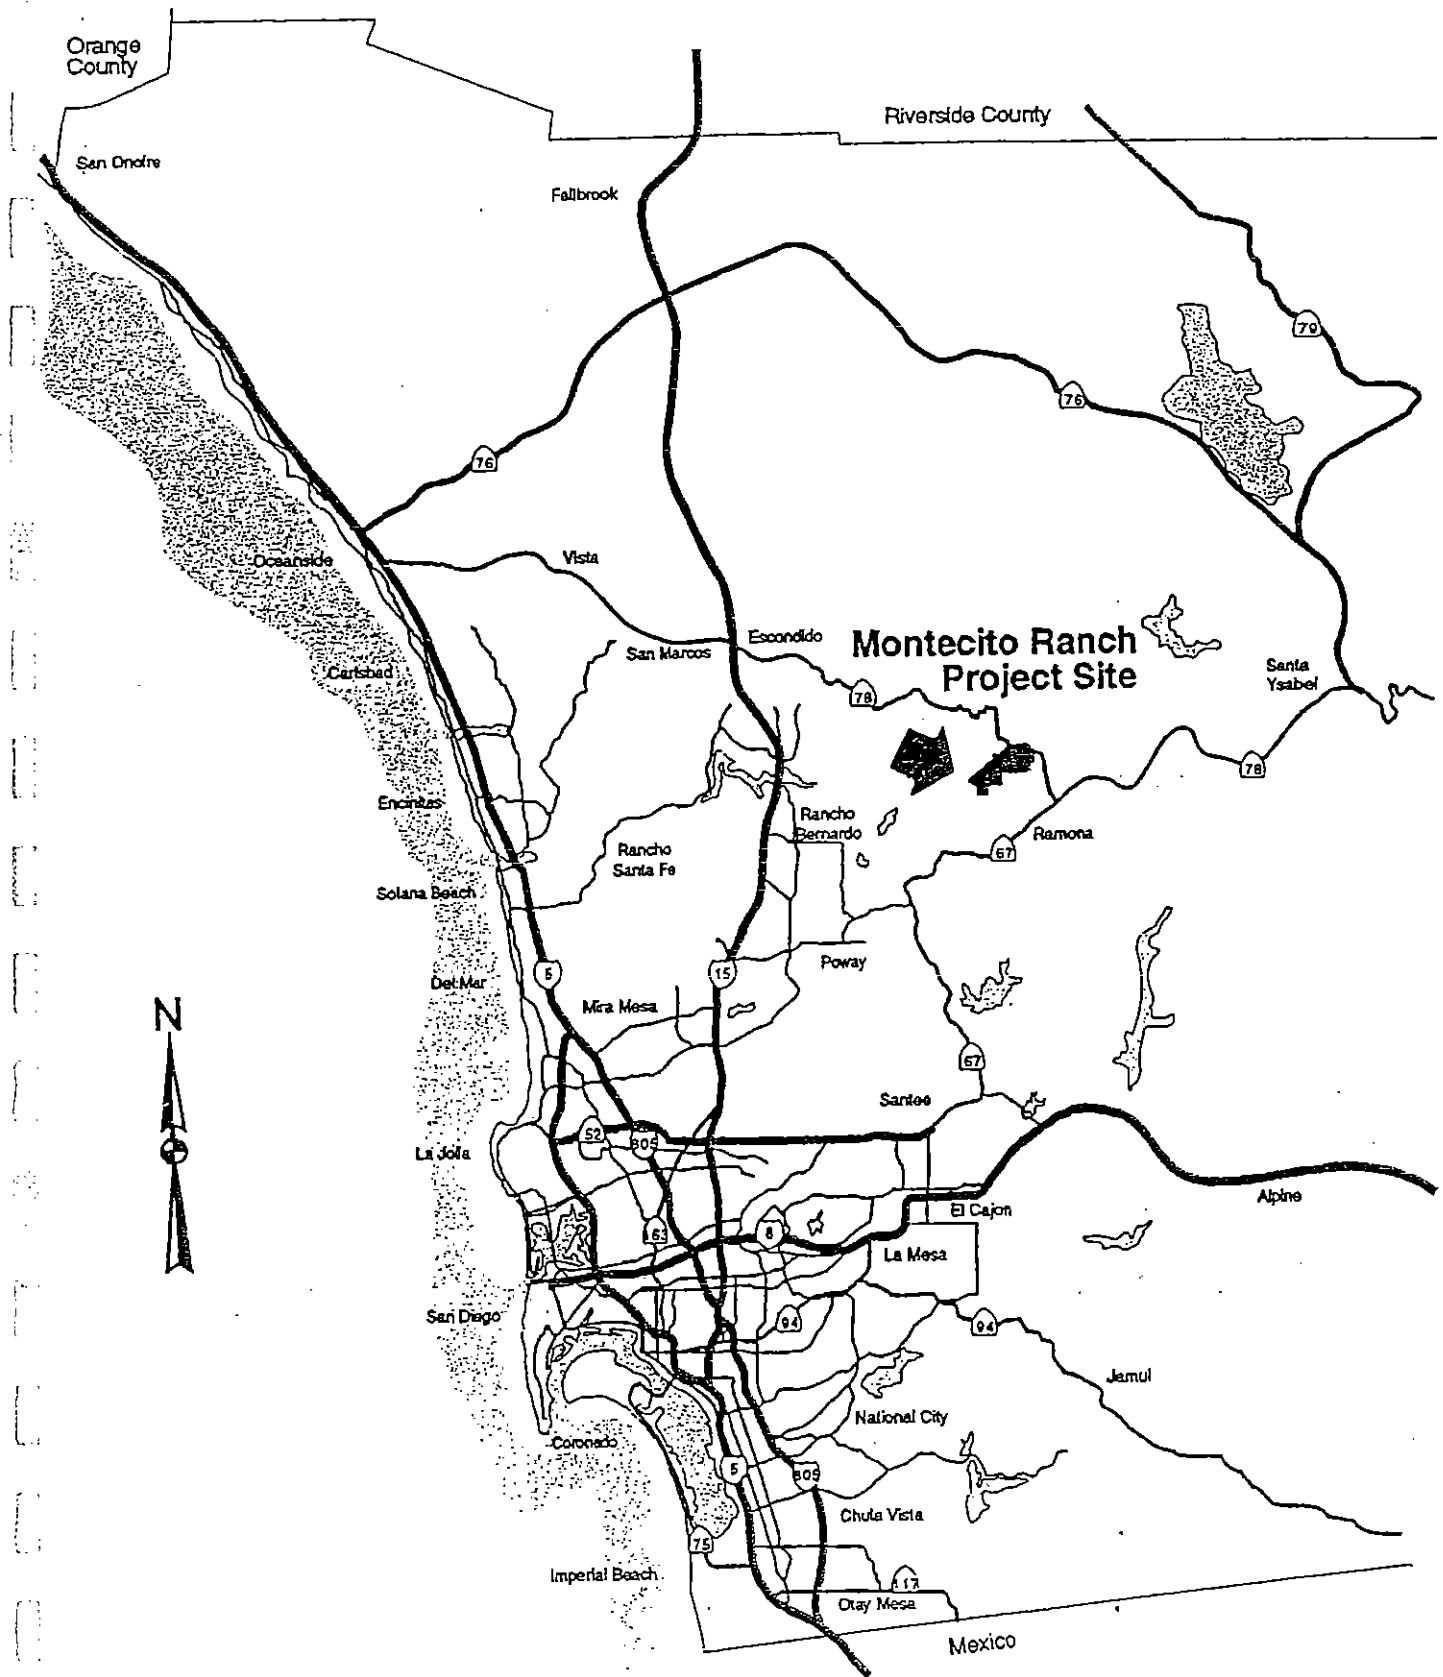 Orange
County
Riverside County
San Onofre
Fallbrook
79
76
76
Oceanside
Vista
Escondido
Montecito Ranch
Project Site
San Marcos
Santa
Ysabel
Carlsbad
78
78
Encinitas
Rancho
Bernardo
Ramona
Rancho
Santa Fe
67
Solana Beach
Poway
Del Mar
5
15
Mira Mesa
N
67
Santee
52
805
La Jolla
Alpine
El Cajon
163
8
La Mesa
San Diego
94
94
Jamul
National City
Coronado
5
805
Chula Vista
75
Imperial Beach
117
Otay Mesa
Mexico